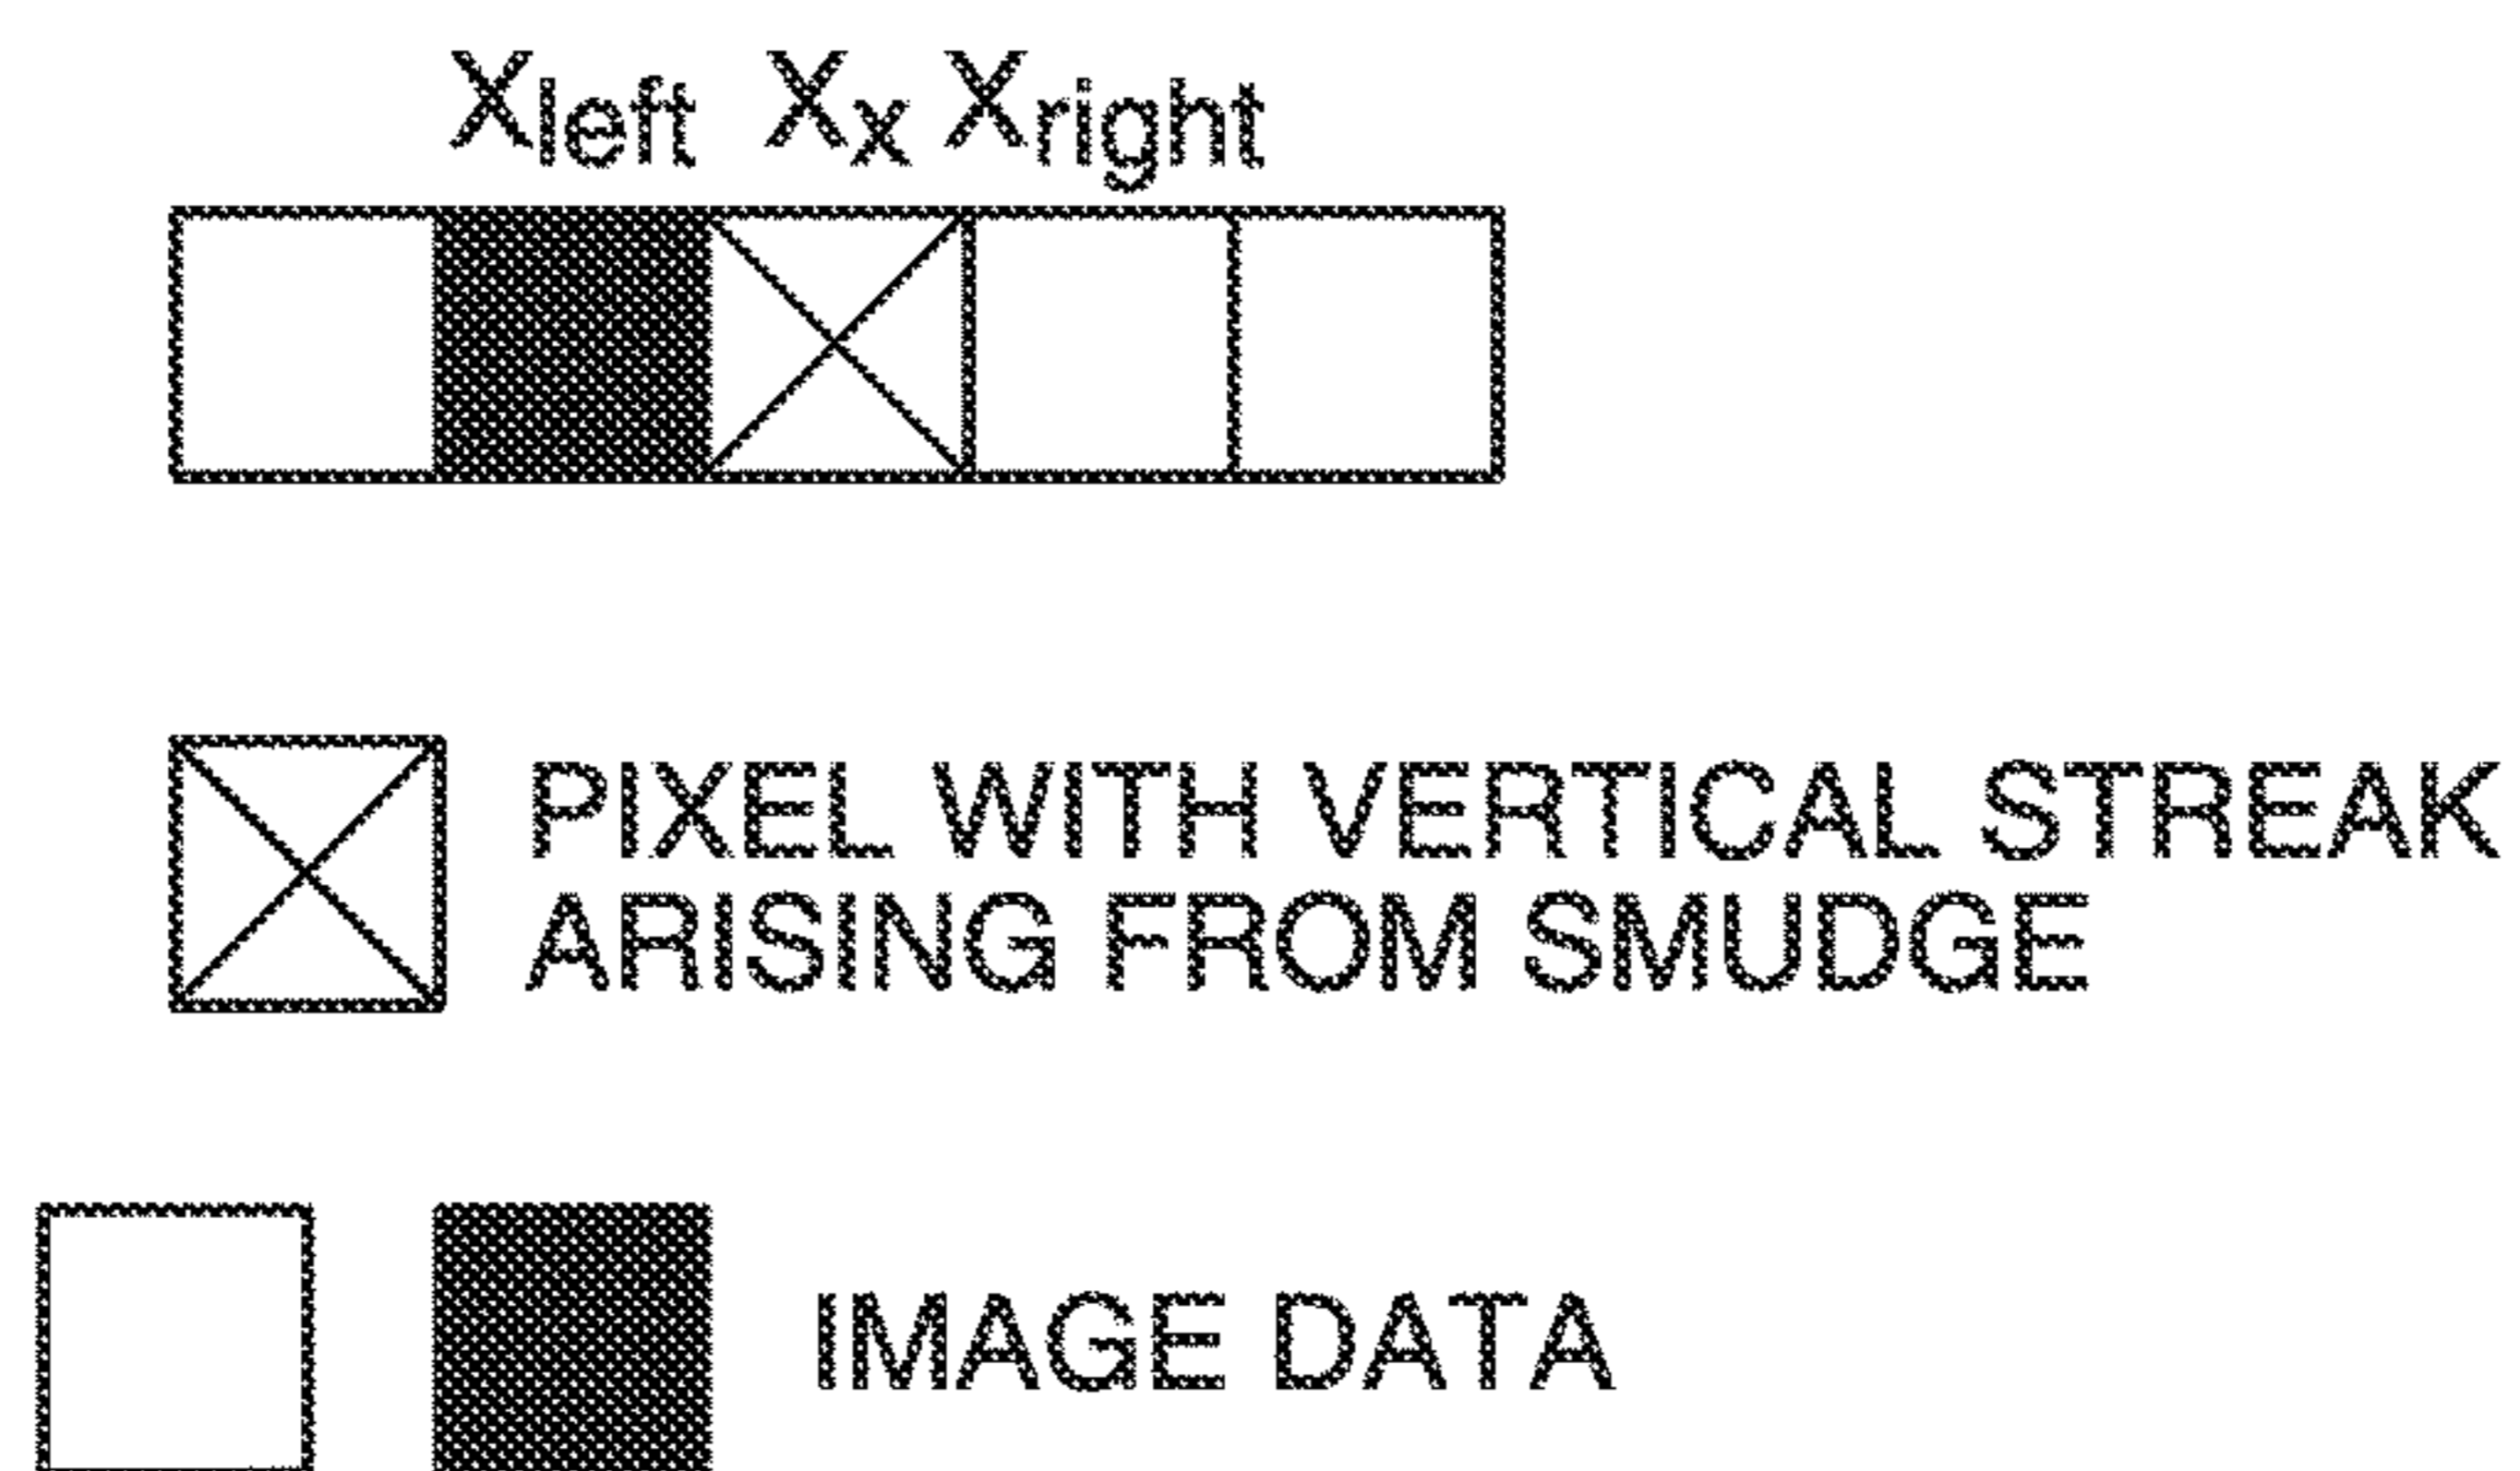 Xleft Xx Xright
PIXEL WITH VERTICAL STREAK
ARISING FROM SMUDGE
IMAGE DATA